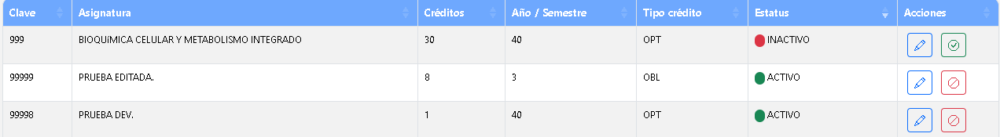 Clave Asignatura Créditos Año / Semestre Tipo crédito Estatus Acciones
999 BIOQUíMICA CELULAR Y METABOLISMO INTEGRADO 30 40 OPT INACTIVO
99999 PRUEBA EDITADA. 8 3 OBL ACTIVO
99998 PRUEBA DEV. 1 40 OPT ACTIVO